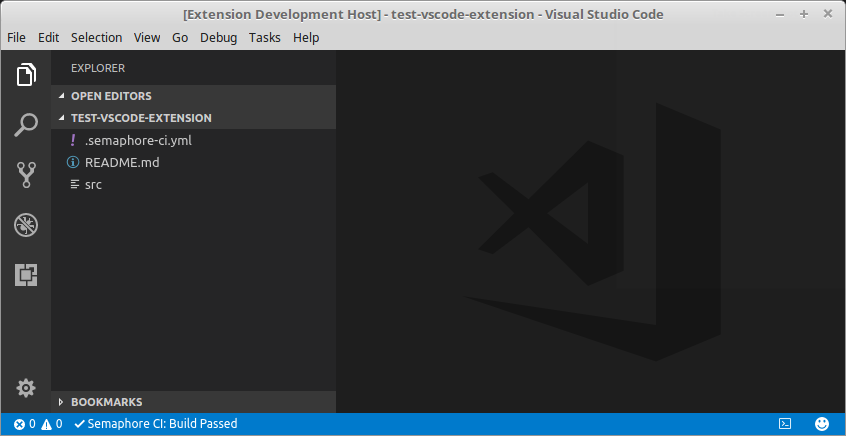 [Extension Development Host] - test-vscode-extension - Visual Studio Code
File Edit Selection View Go Debug Tasks Help
EXPLORER
OPEN EDITORS
TEST-VSCODE-EXTENSION
! .semaphore-ci.yml
README.md
src
BOOKMARKS
0 0 Semaphore CI: Build Passed